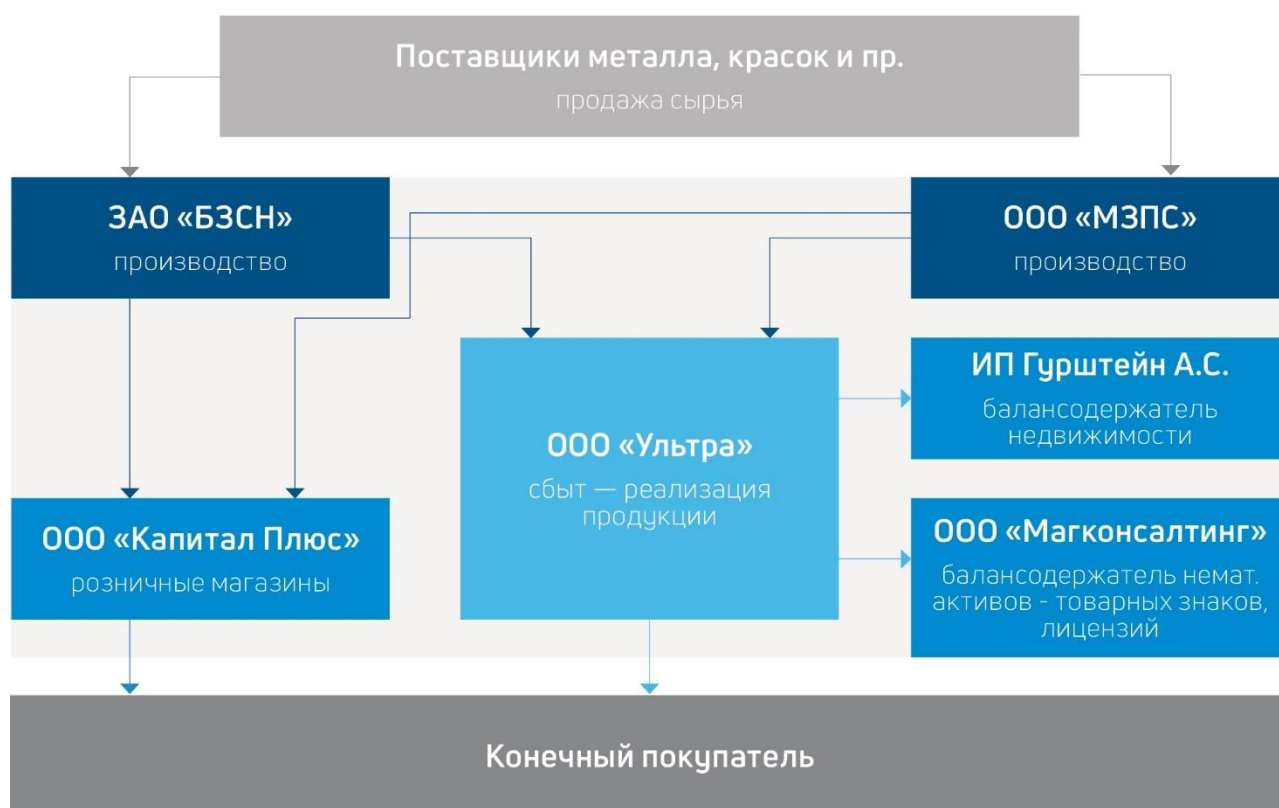 Поставщики металла, красок и пр.
продажа сырья
ЗАО «БЗСН»
производство
ООО «МЗПС»
производство
ООО «Ультра»
сбыт — реализация
продукции
ИП Гурштейн А.С.
балансодержатель
недвижимости
ООО «Капитал Плюс»
розничные магазины
ООО «Магконсалтинг»
балансодержатель немат.
активов - товарных знаков,
лицензий
Конечный покупатель